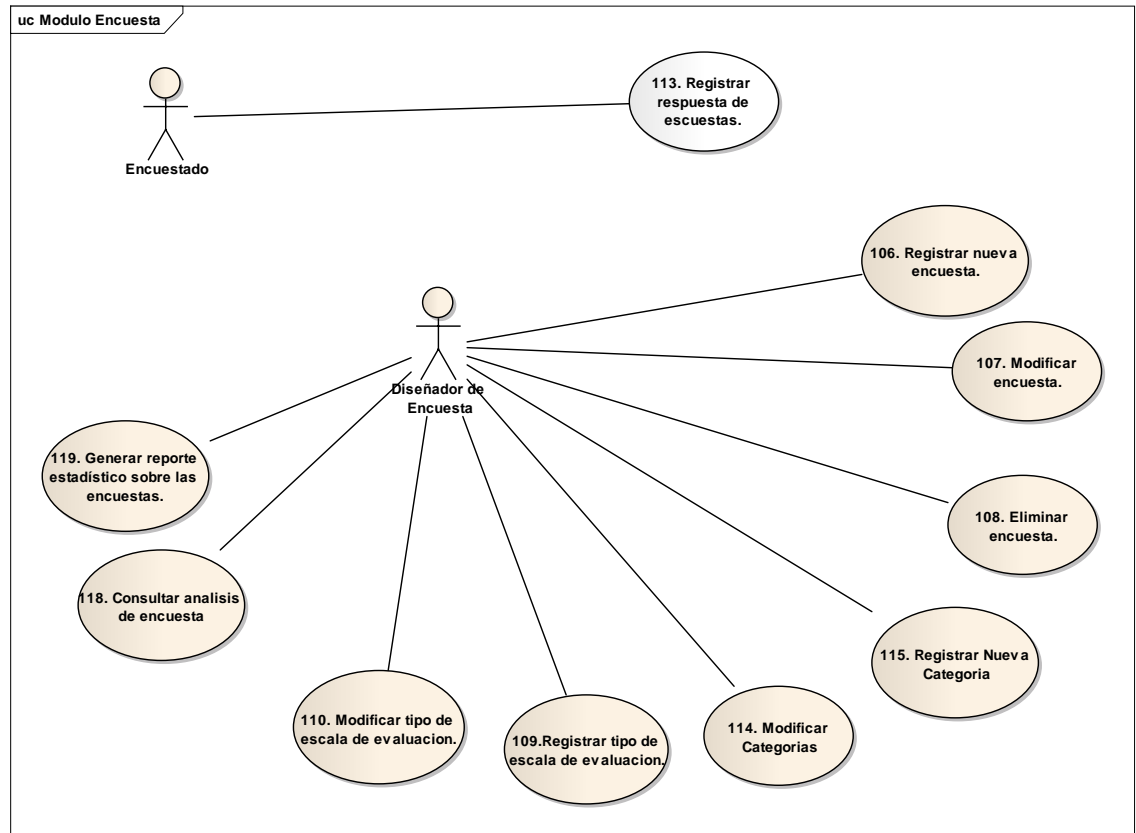 uc Modulo Encuesta
113. Registrar
respuesta de
escuestas.
Encuestado
106. Registrar nueva
encuesta.
107. Modificar
encuesta.
Diseñador de
Encuesta
119. Generar reporte
estadístico sobre las
encuestas.
108. Eliminar
encuesta.
118. Consultar analisis
de encuesta
115. Registrar Nueva
Categoria
110. Modificar tipo de
escala de evaluacion.
109.Registrar tipo de
escala de evaluacion.
114. Modificar
Categorias